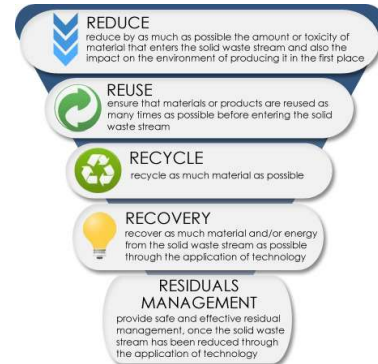 REDUCE
reduce by as much as possible the amount or toxicity of
material that enters the solid waste stream and also the
impact on the environment of producing it in the first place
REUSE
ensure that materials or products are reused as
many times as possible before entering the solid
waste stream
RECYCLE
recycle as much material as possible
RECOVERY
recover as much material and/or energy
from the solid waste stream as possible
through the application of technology
RESIDUALS
MANAGEMENT
provide safe and effective residual
management, once the solid waste
stream has been reduced through
the application of technology